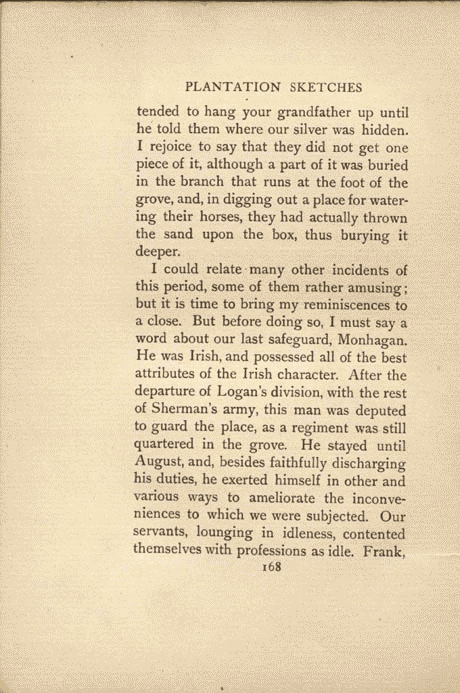 PLANTATION SKETCHES
tended to hang your grandfather up until
he told them where our silver was hidden.
I rejoice to say that they did not get one
piece of it, although a part of it was buried
in the branch that runs at the foot of the
grove, and, in digging out a place for water-
ing their horses, they had actually thrown
the sand upon the box, thus burying it
deeper.
I could relate many other incidents of
this period, some of them rather amusing;
but it is time to bring my reminiscences to
a close. But before doing so, I must say a
word about our last safeguard, Monhagan.
He was Irish, and possessed all of the best
attributes of the Irish character. After the
departure of Logan's division, with the rest
of Sherman's army, this man was deputed
to guard the place, as a regiment was still
quartered in the grove. He stayed until
August, and, besides faithfully discharging
his duties, he exerted himself in other and
various ways to ameliorate the inconve-
niences to which we were subjected. Our
servants, lounging in idleness, contented
themselves with professions as idle. Frank,
168